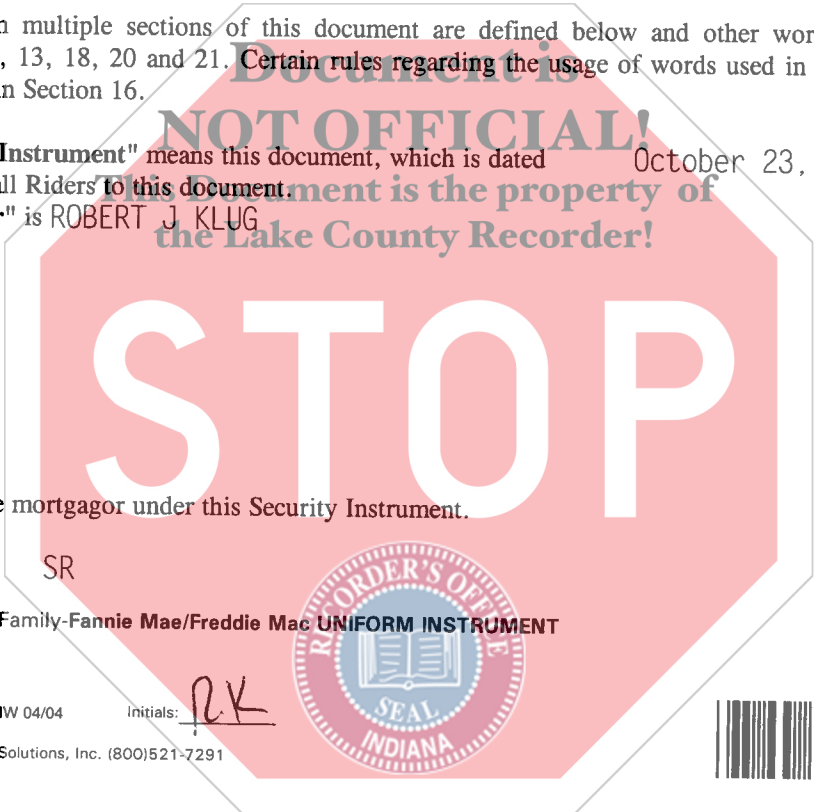 multiple sections of this document are defined below and other wor
, 13, 18, 20 and 21. Certain rules regarding the usage of words used in
in Section 16.
Document is
NOT OFFICIAL!
This Document is the property of
the Lake County Recorder!
Instrument" means this document, which is dated October 23,
all Riders to this document.
" is ROBERT J KLUG
STOP
mortgagor under this Security Instrument.
SR
Family-Fannie Mae/Freddie Mac UNIFORM INSTRUMENT
RECORDER'S OFFICE
SEAL
INDIANA
W 04/04 Initials: R.K
Solutions, Inc. (800)521-7291